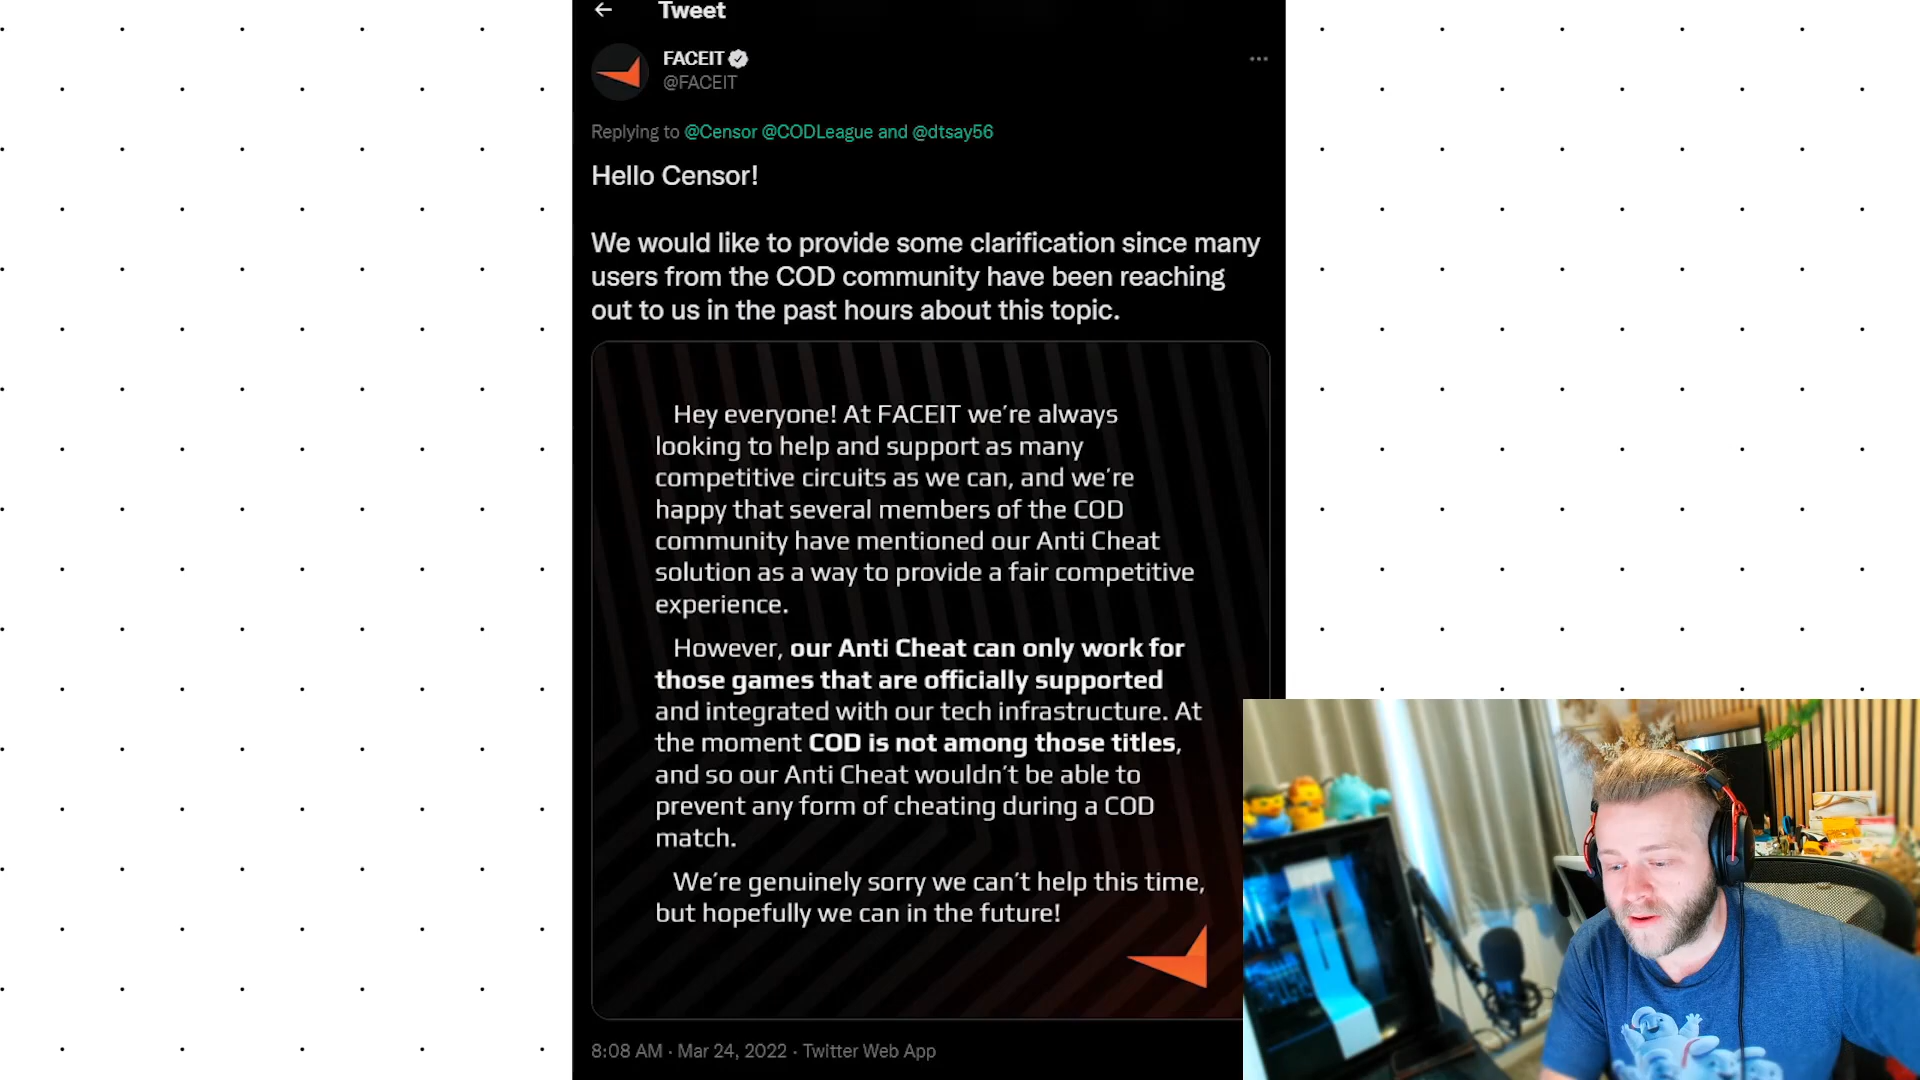 Tweet
FACEIT
@FACEIT
Replying to @Censor @CODLeague and @dtsay56
Hello Censor!
We would like to provide some clarification since many
users from the COD community have been reaching
out to us in the past hours about this topic.
Hey everyone! At FACEIT we're always
looking to help and support as many
competitive circuits as we can, and we're
happy that several members of the COD
community have mentioned our Anti Cheat
solution as a way to provide a fair competitive
experience.
However, our Anti Cheat can only work for
those games that are officially supported
and integrated with our tech infrastructure. At
the moment COD is not among those titles,
and so our Anti Cheat wouldn't be able to
prevent any form of cheating during a COD
match.
We're genuinely sorry we can't help this time,
but hopefully we can in the future!
8:08 AM · Mar 24, 2022 · Twitter Web App